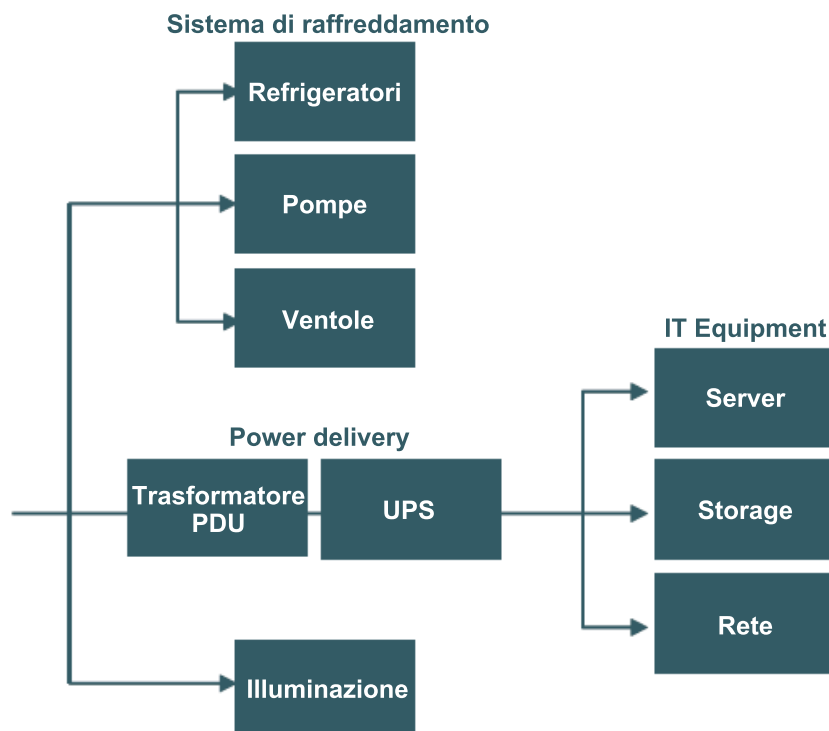 Sistema di raffreddamento
Refrigeratori
Pompe
Ventole
IT Equipment
Server
Power delivery
Trasformatore
PDU
UPS
Storage
Rete
Illuminazione